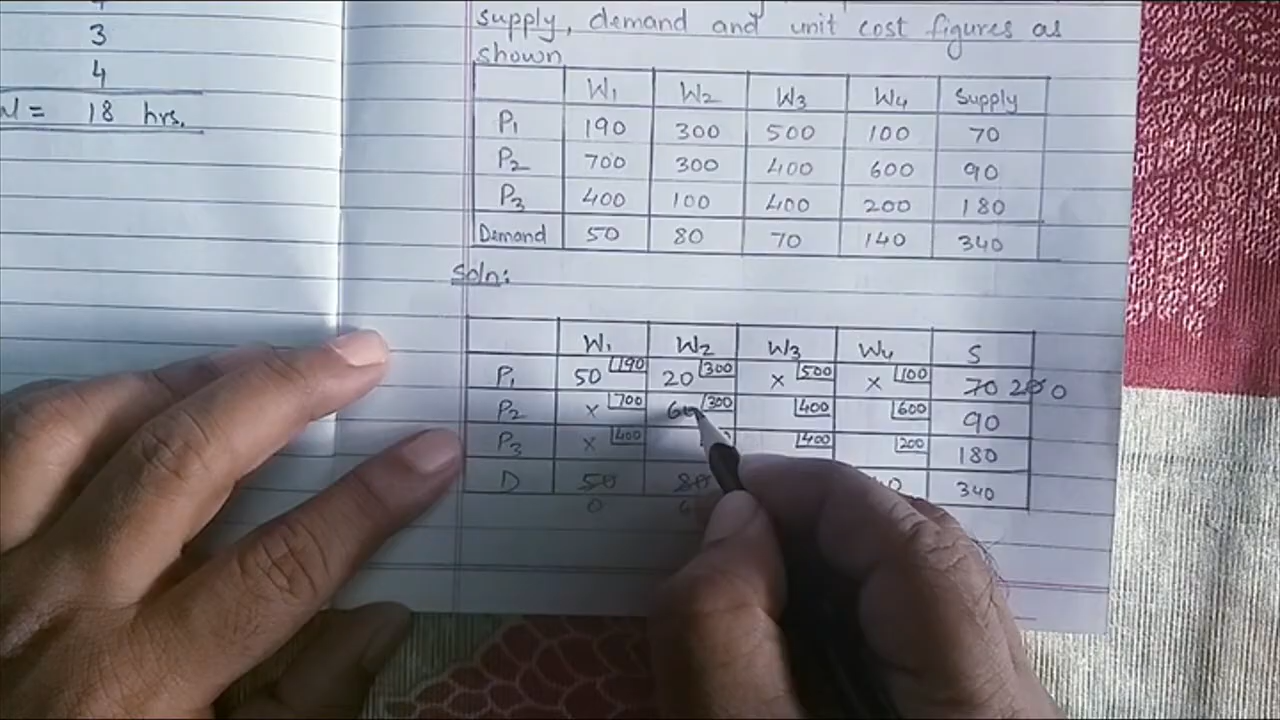 3
4
= 18 hrs.
supply, demand and unit cost figures as
shown
W₁ W₂ W₃ W₄ Supply
P₁ 190 300 500 100 70
P₂ 700 300 400 600 90
P₃ 400 100 400 200 180
Demand 50 80 70 140 340
Soln:
W₁ W₂ W₃ W₄ S
P₁ 50 190 20 300 × 500 × 100 70 20 0
P₂ × 700 60 300 400 600 90
P₃ × 400 400 200 180
D 50 80 340
0